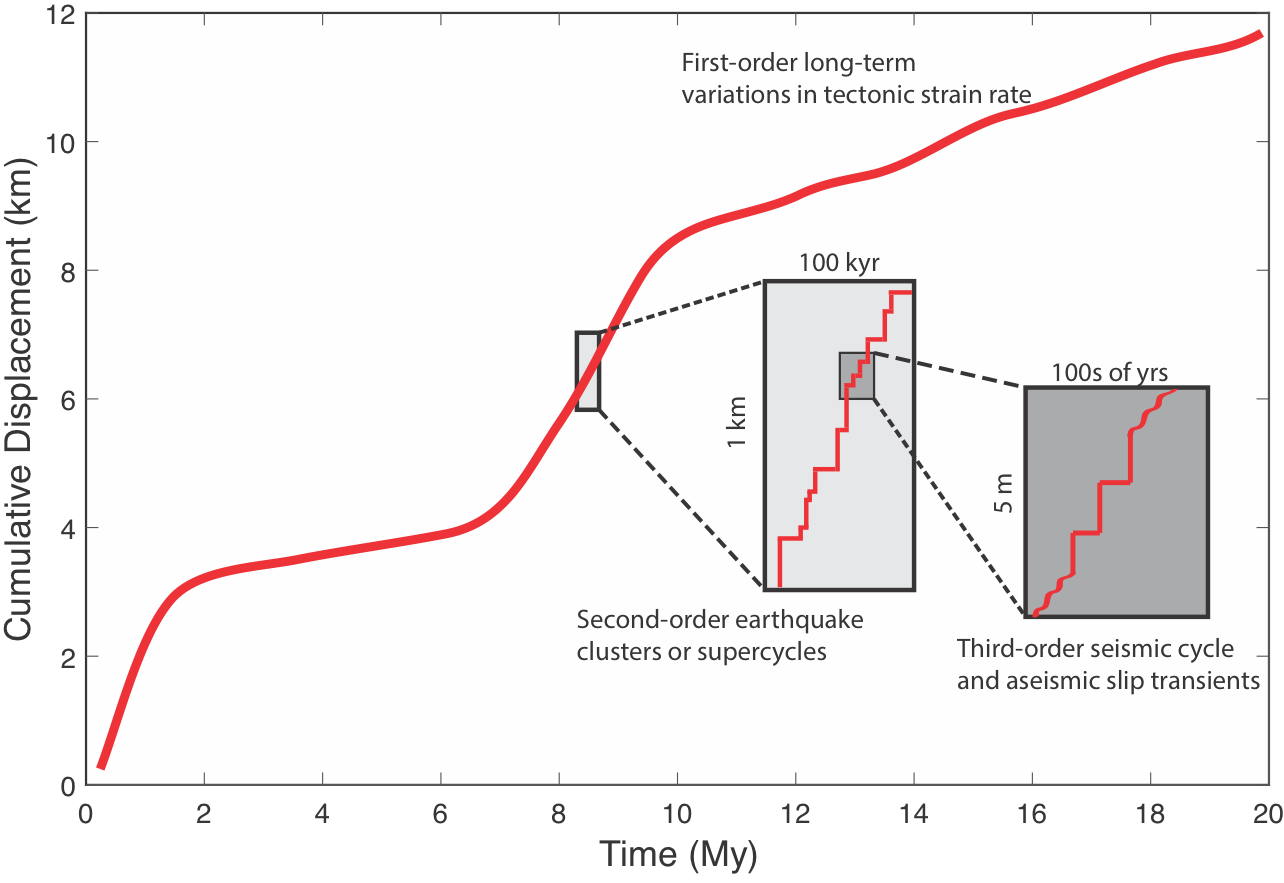 12
10
8
6
4
2
0
Cumulative Displacement (km)
First-order long-term
variations in tectonic strain rate
100 kyr
1 km
100s of yrs
5 m
Second-order earthquake
clusters or supercycles
Third-order seismic cycle
and aseismic slip transients
0 2 4 6 8 10 12 14 16 18 20
Time (My)